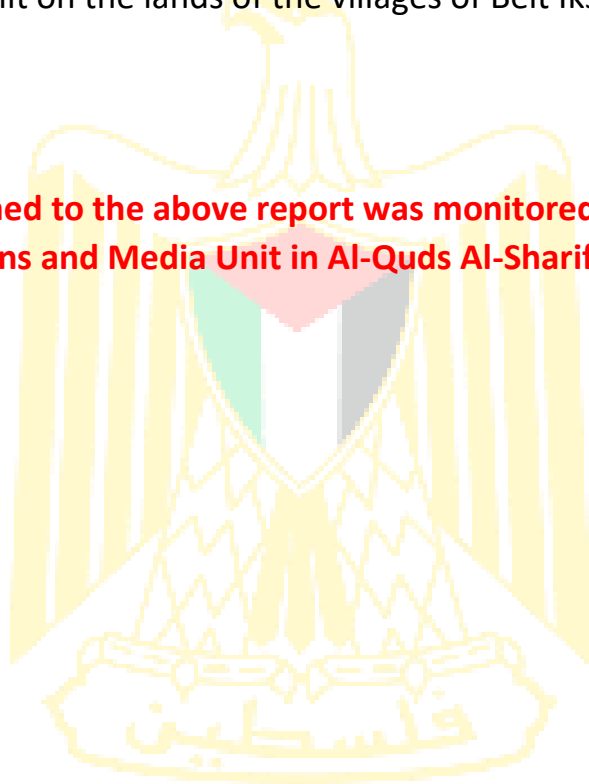 it on the lands of the villages of Beit Iks
ned to the above report was monitored
ns and Media Unit in Al-Quds Al-Sharif
فلسطين